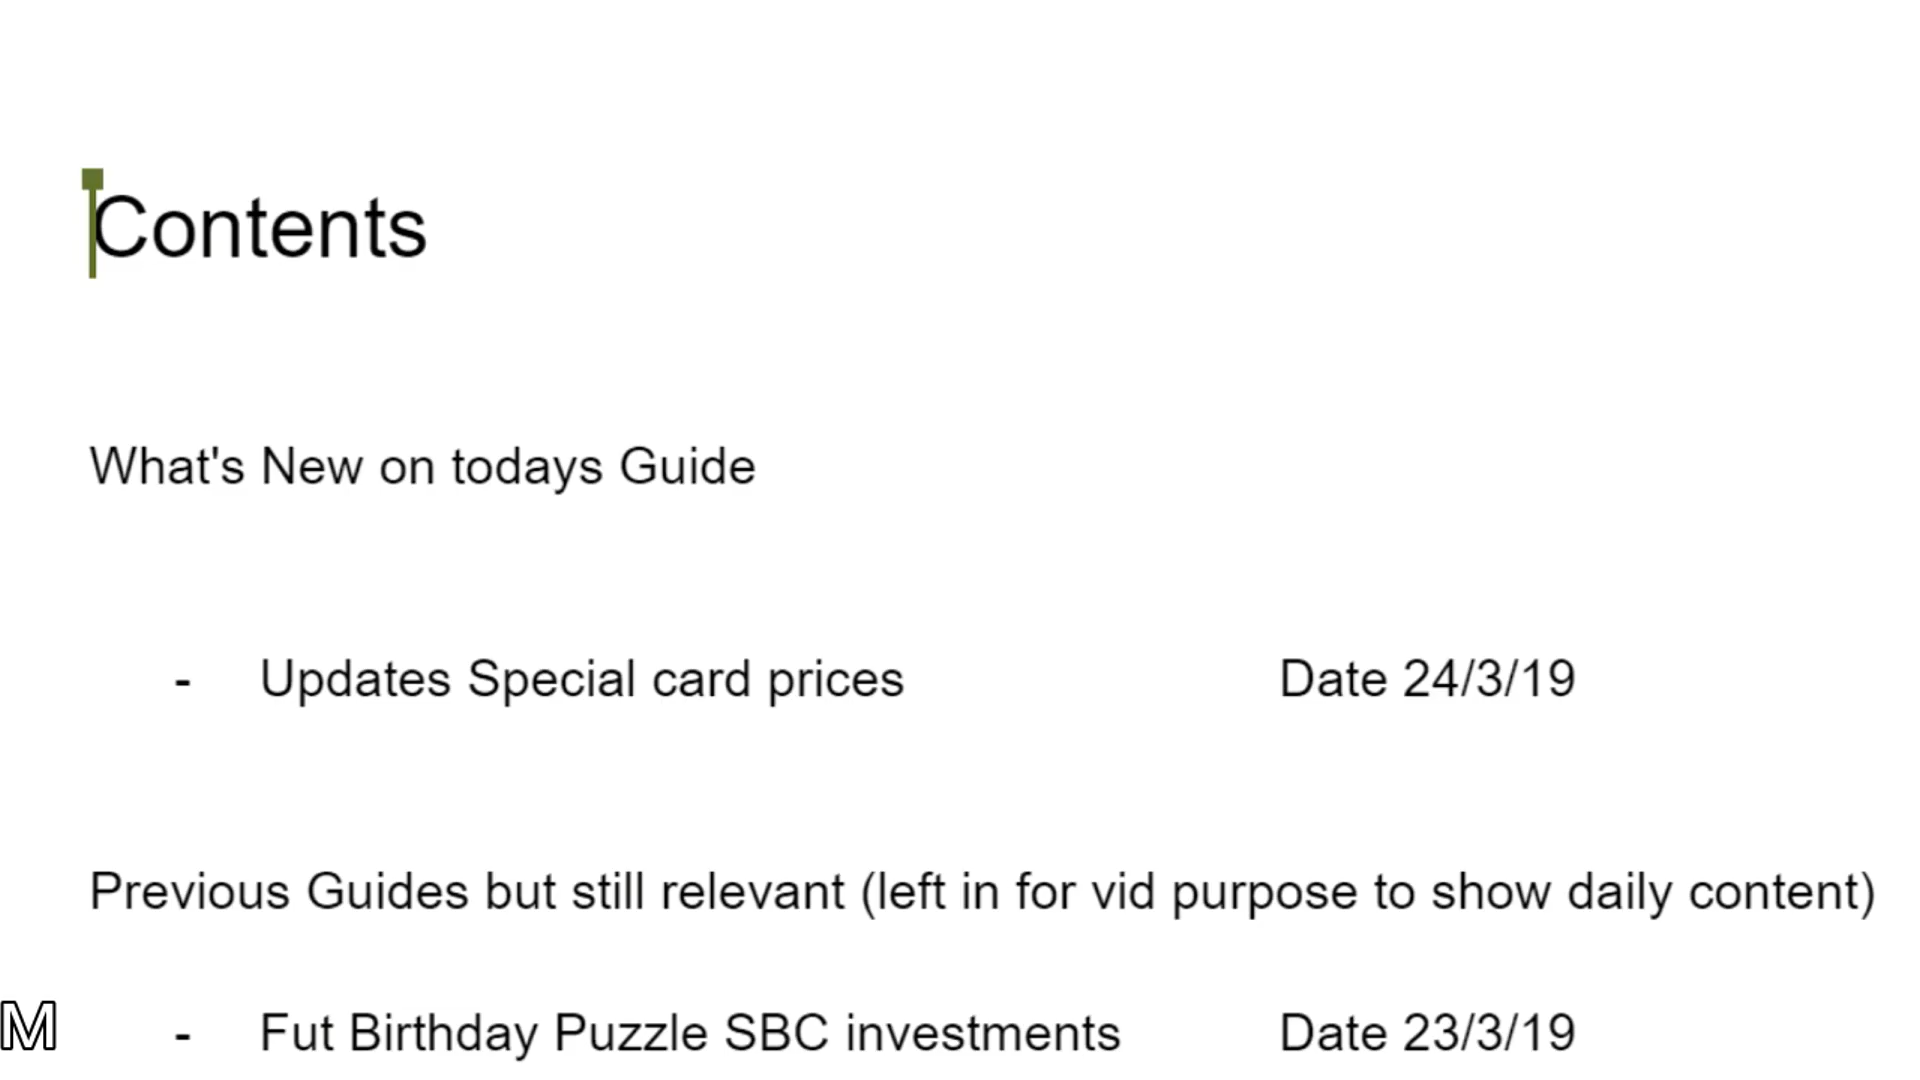 Contents
What's New on todays Guide
- Updates Special card prices Date 24/3/19
Previous Guides but still relevant (left in for vid purpose to show daily content)
M
- Fut Birthday Puzzle SBC investments Date 23/3/19